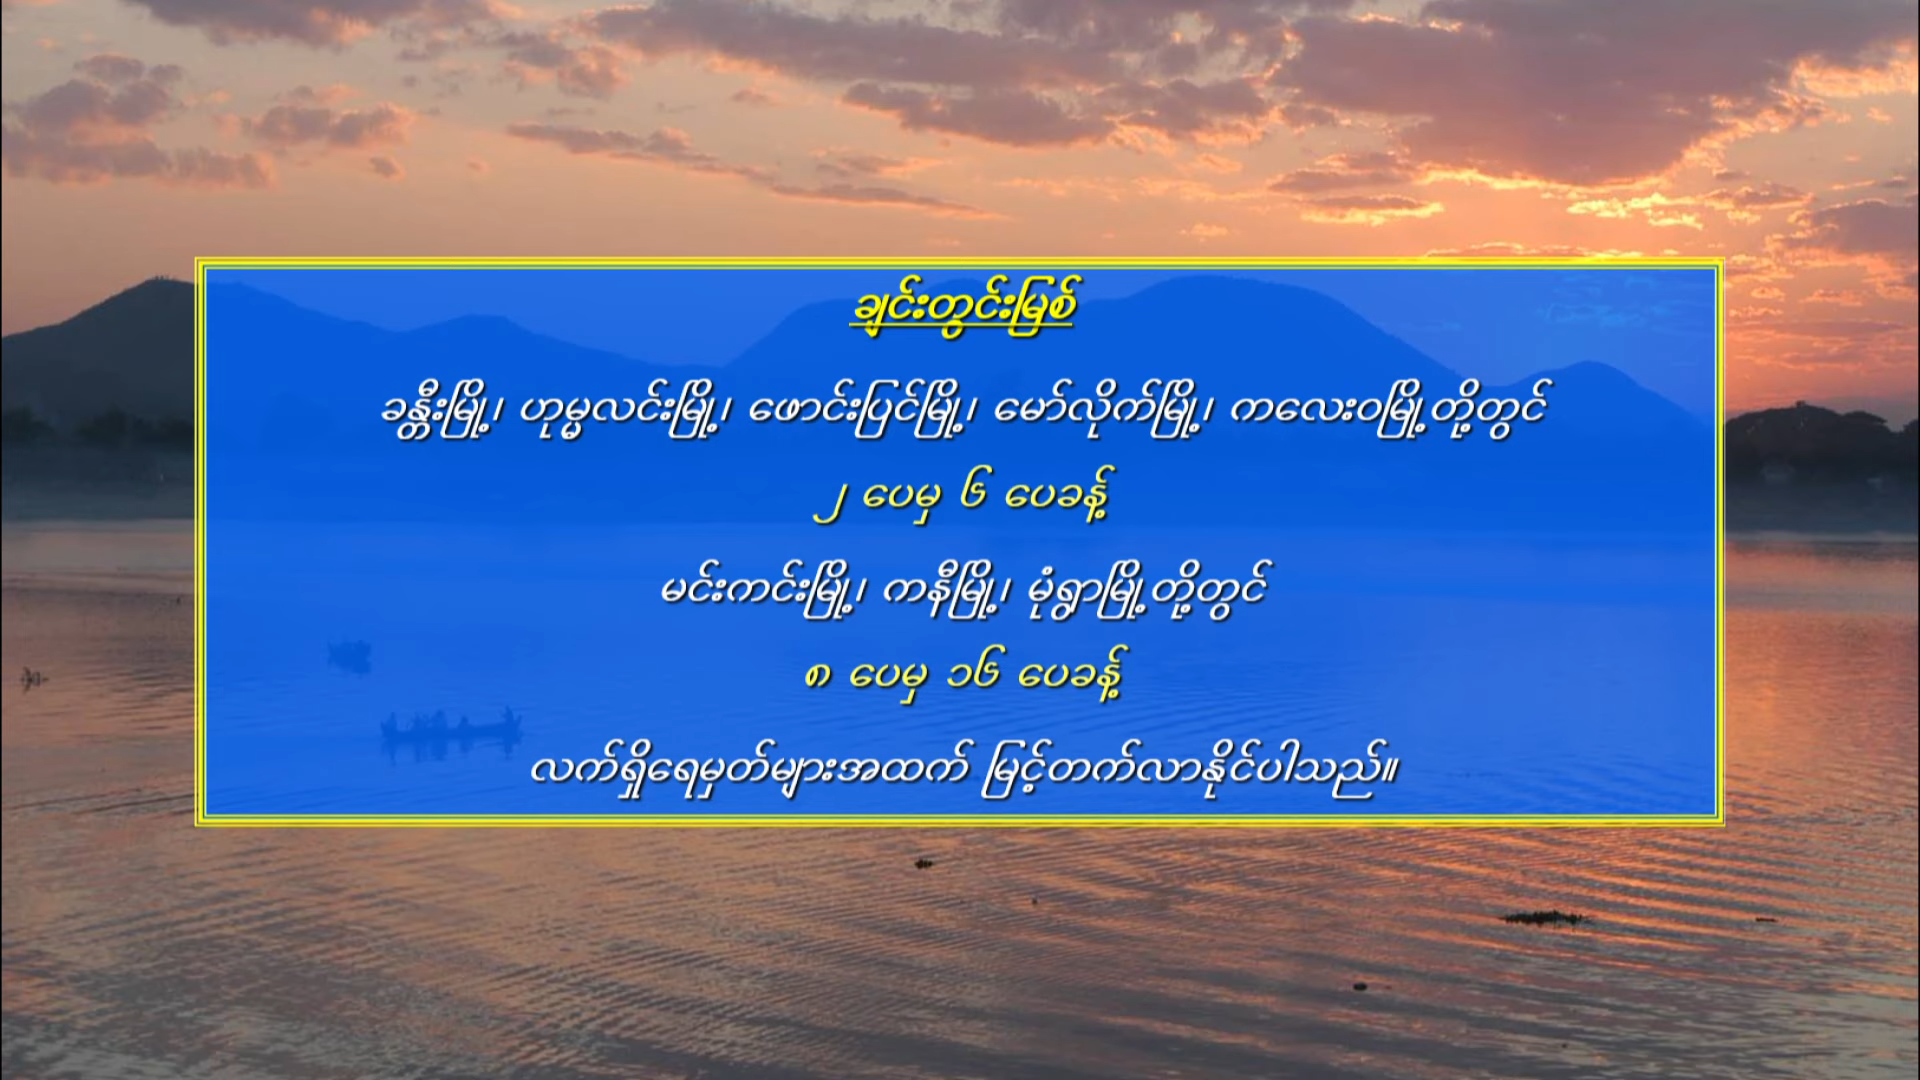 ချင်းတွင်းမြစ်
ခန္တီးမြို့၊ ဟုမ္မလင်းမြို့၊ ဖောင်းပြင်မြို့၊ မော်လိုက်မြို့၊ ကလေးဝမြို့တို့တွင်
၂ ပေမှ ၆ ပေခန့်
မင်းကင်းမြို့၊ ကနီမြို့၊ မုံရွာမြို့တို့တွင်
၈ ပေမှ ၁၆ ပေခန့်
လက်ရှိရေမှတ်များအထက် မြင့်တက်လာနိုင်ပါသည်။